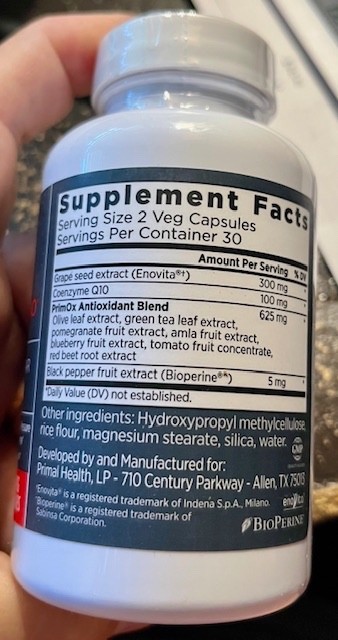 Supplement Facts
Serving Size 2 Veg Capsules
Servings Per Container 30
Amount Per Serving % DV
Grape seed extract (Enovita®†) 300 mg *
Coenzyme Q10 100 mg *
PrimOx Antioxidant Blend 625 mg *
Olive leaf extract, green tea leaf extract,
pomegranate fruit extract, amla fruit extract,
blueberry fruit extract, tomato fruit concentrate,
red beet root extract
Black pepper fruit extract (Bioperine®^) 5 mg *
*Daily Value (DV) not established.
Other ingredients: Hydroxypropyl methylcellulose,
rice flour, magnesium stearate, silica, water.
GMP
Developed by and Manufactured for:
Primal Health, LP - 710 Century Parkway - Allen, TX 75013
†Enovita® is a registered trademark of Indena S.p.A., Milano.
enovita
^Bioperine® is a registered trademark of
Sabinsa Corporation.
BIOPERINE®